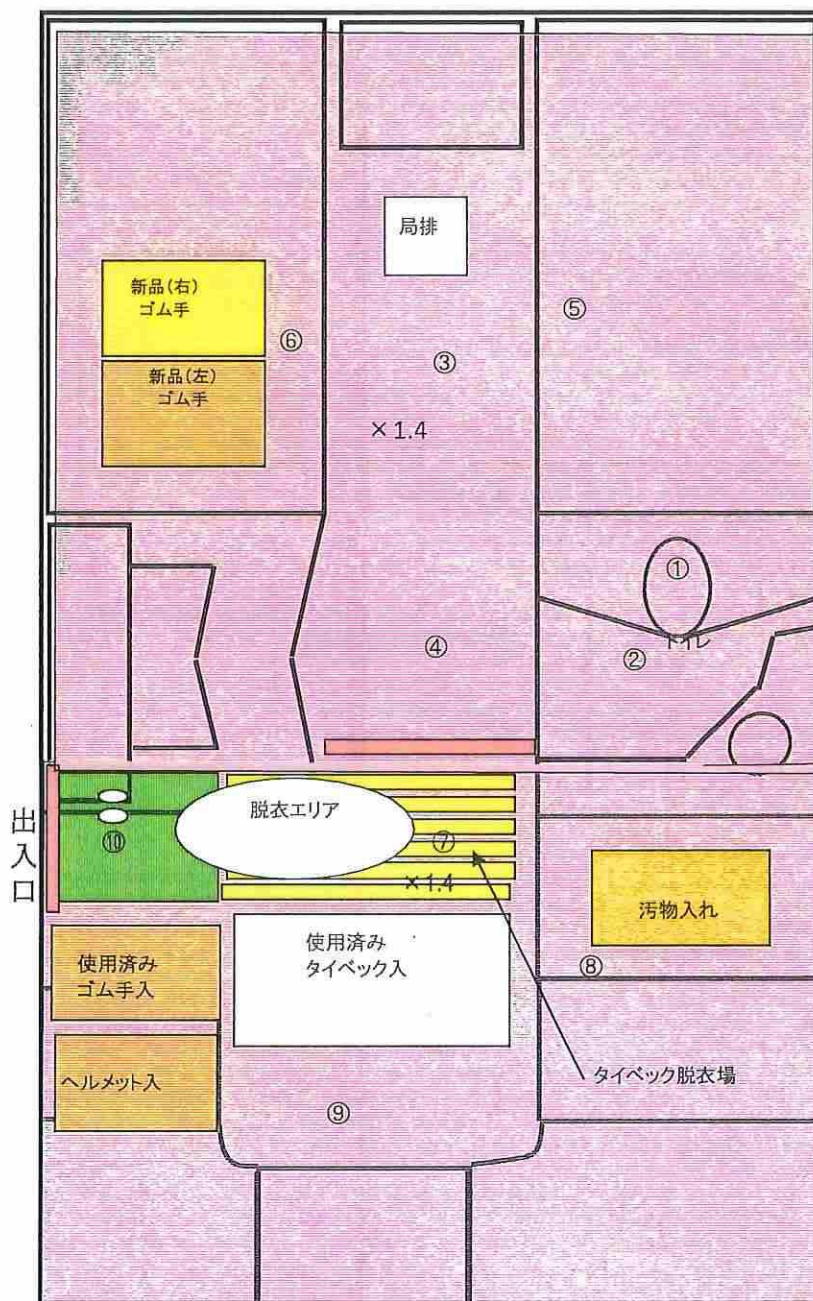 局排
新品(右)
ゴム手
⑤
⑥
③
新品(左)
ゴム手
×1.4
①
④
②
トイレ
出入口
脱衣エリア
⑩
⑦
×1.4
汚物入れ
使用済み
タイベック入
使用済み
ゴム手入
⑧
ヘルメット入
タイベック脱衣場
⑨